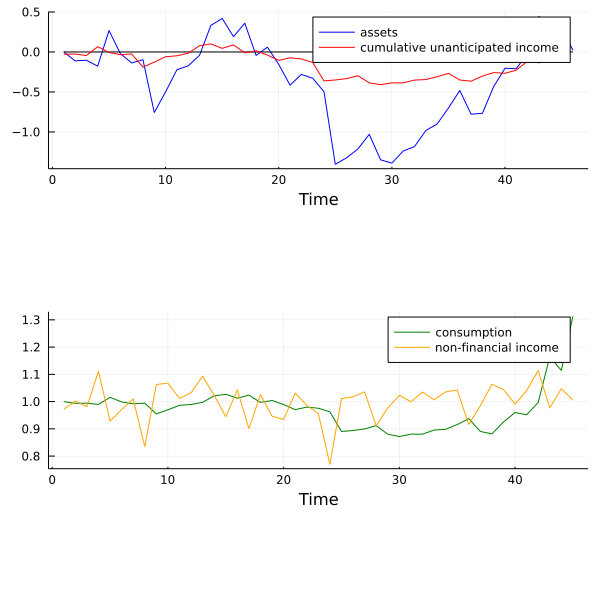 0.5
assets
cumulative unanticipated income
0.0
−0.5
−1.0
0 10 20 30 40
Time
1.3
consumption
non-financial income
1.2
1.1
1.0
0.9
0.8
0 10 20 30 40
Time